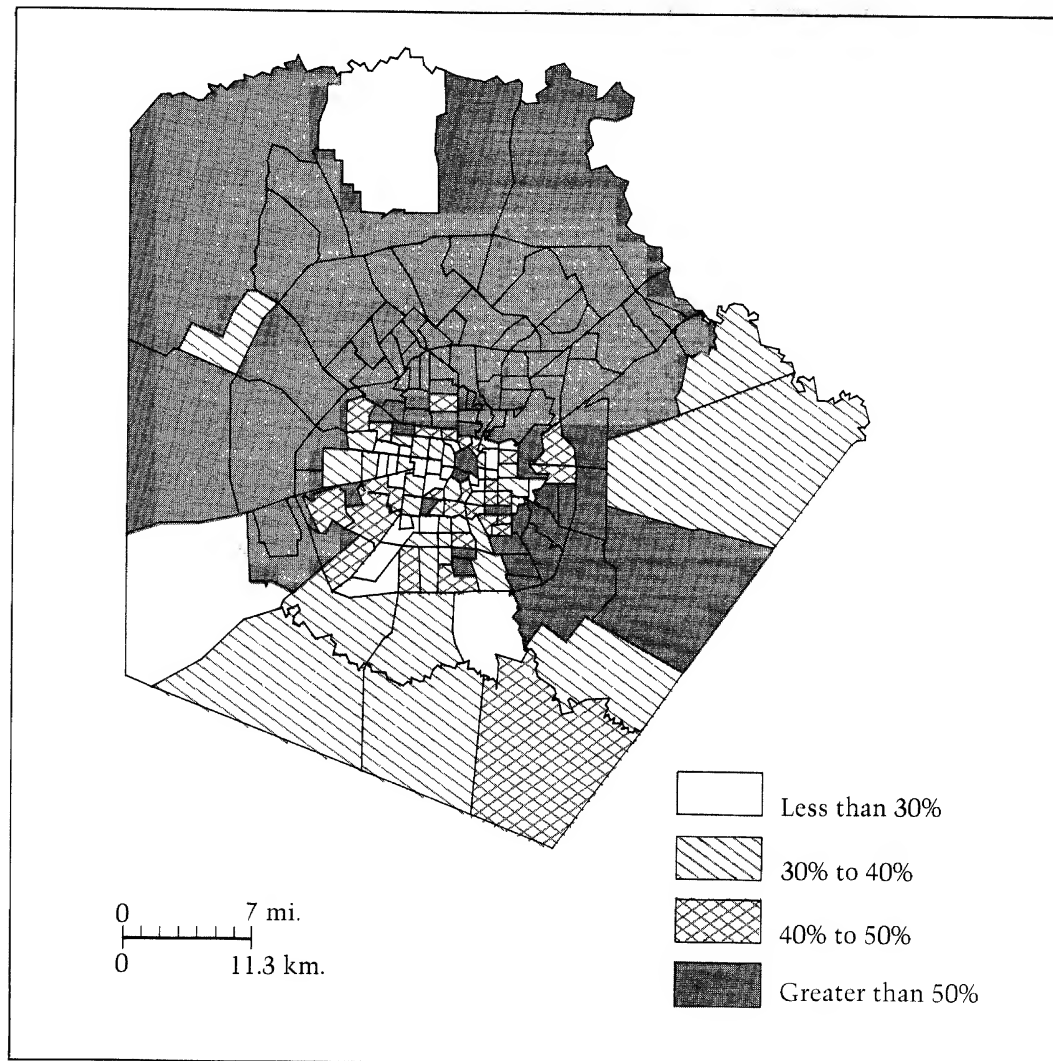 Less than 30%
30% to 40%
40% to 50%
Greater than 50%
0 7 mi.
0 11.3 km.